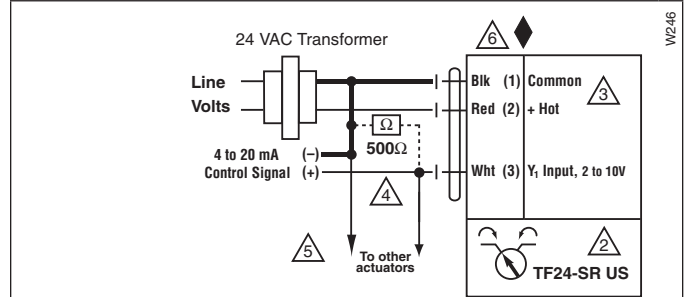 W246
24 VAC Transformer
6
Line
Volts
Blk (1) Common
3
Red (2) + Hot
Ω
500Ω
4 to 20 mA (–)
Control Signal (+)
Wht (3) Y₁ Input, 2 to 10V
4
5
To other
actuators
2
TF24-SR US